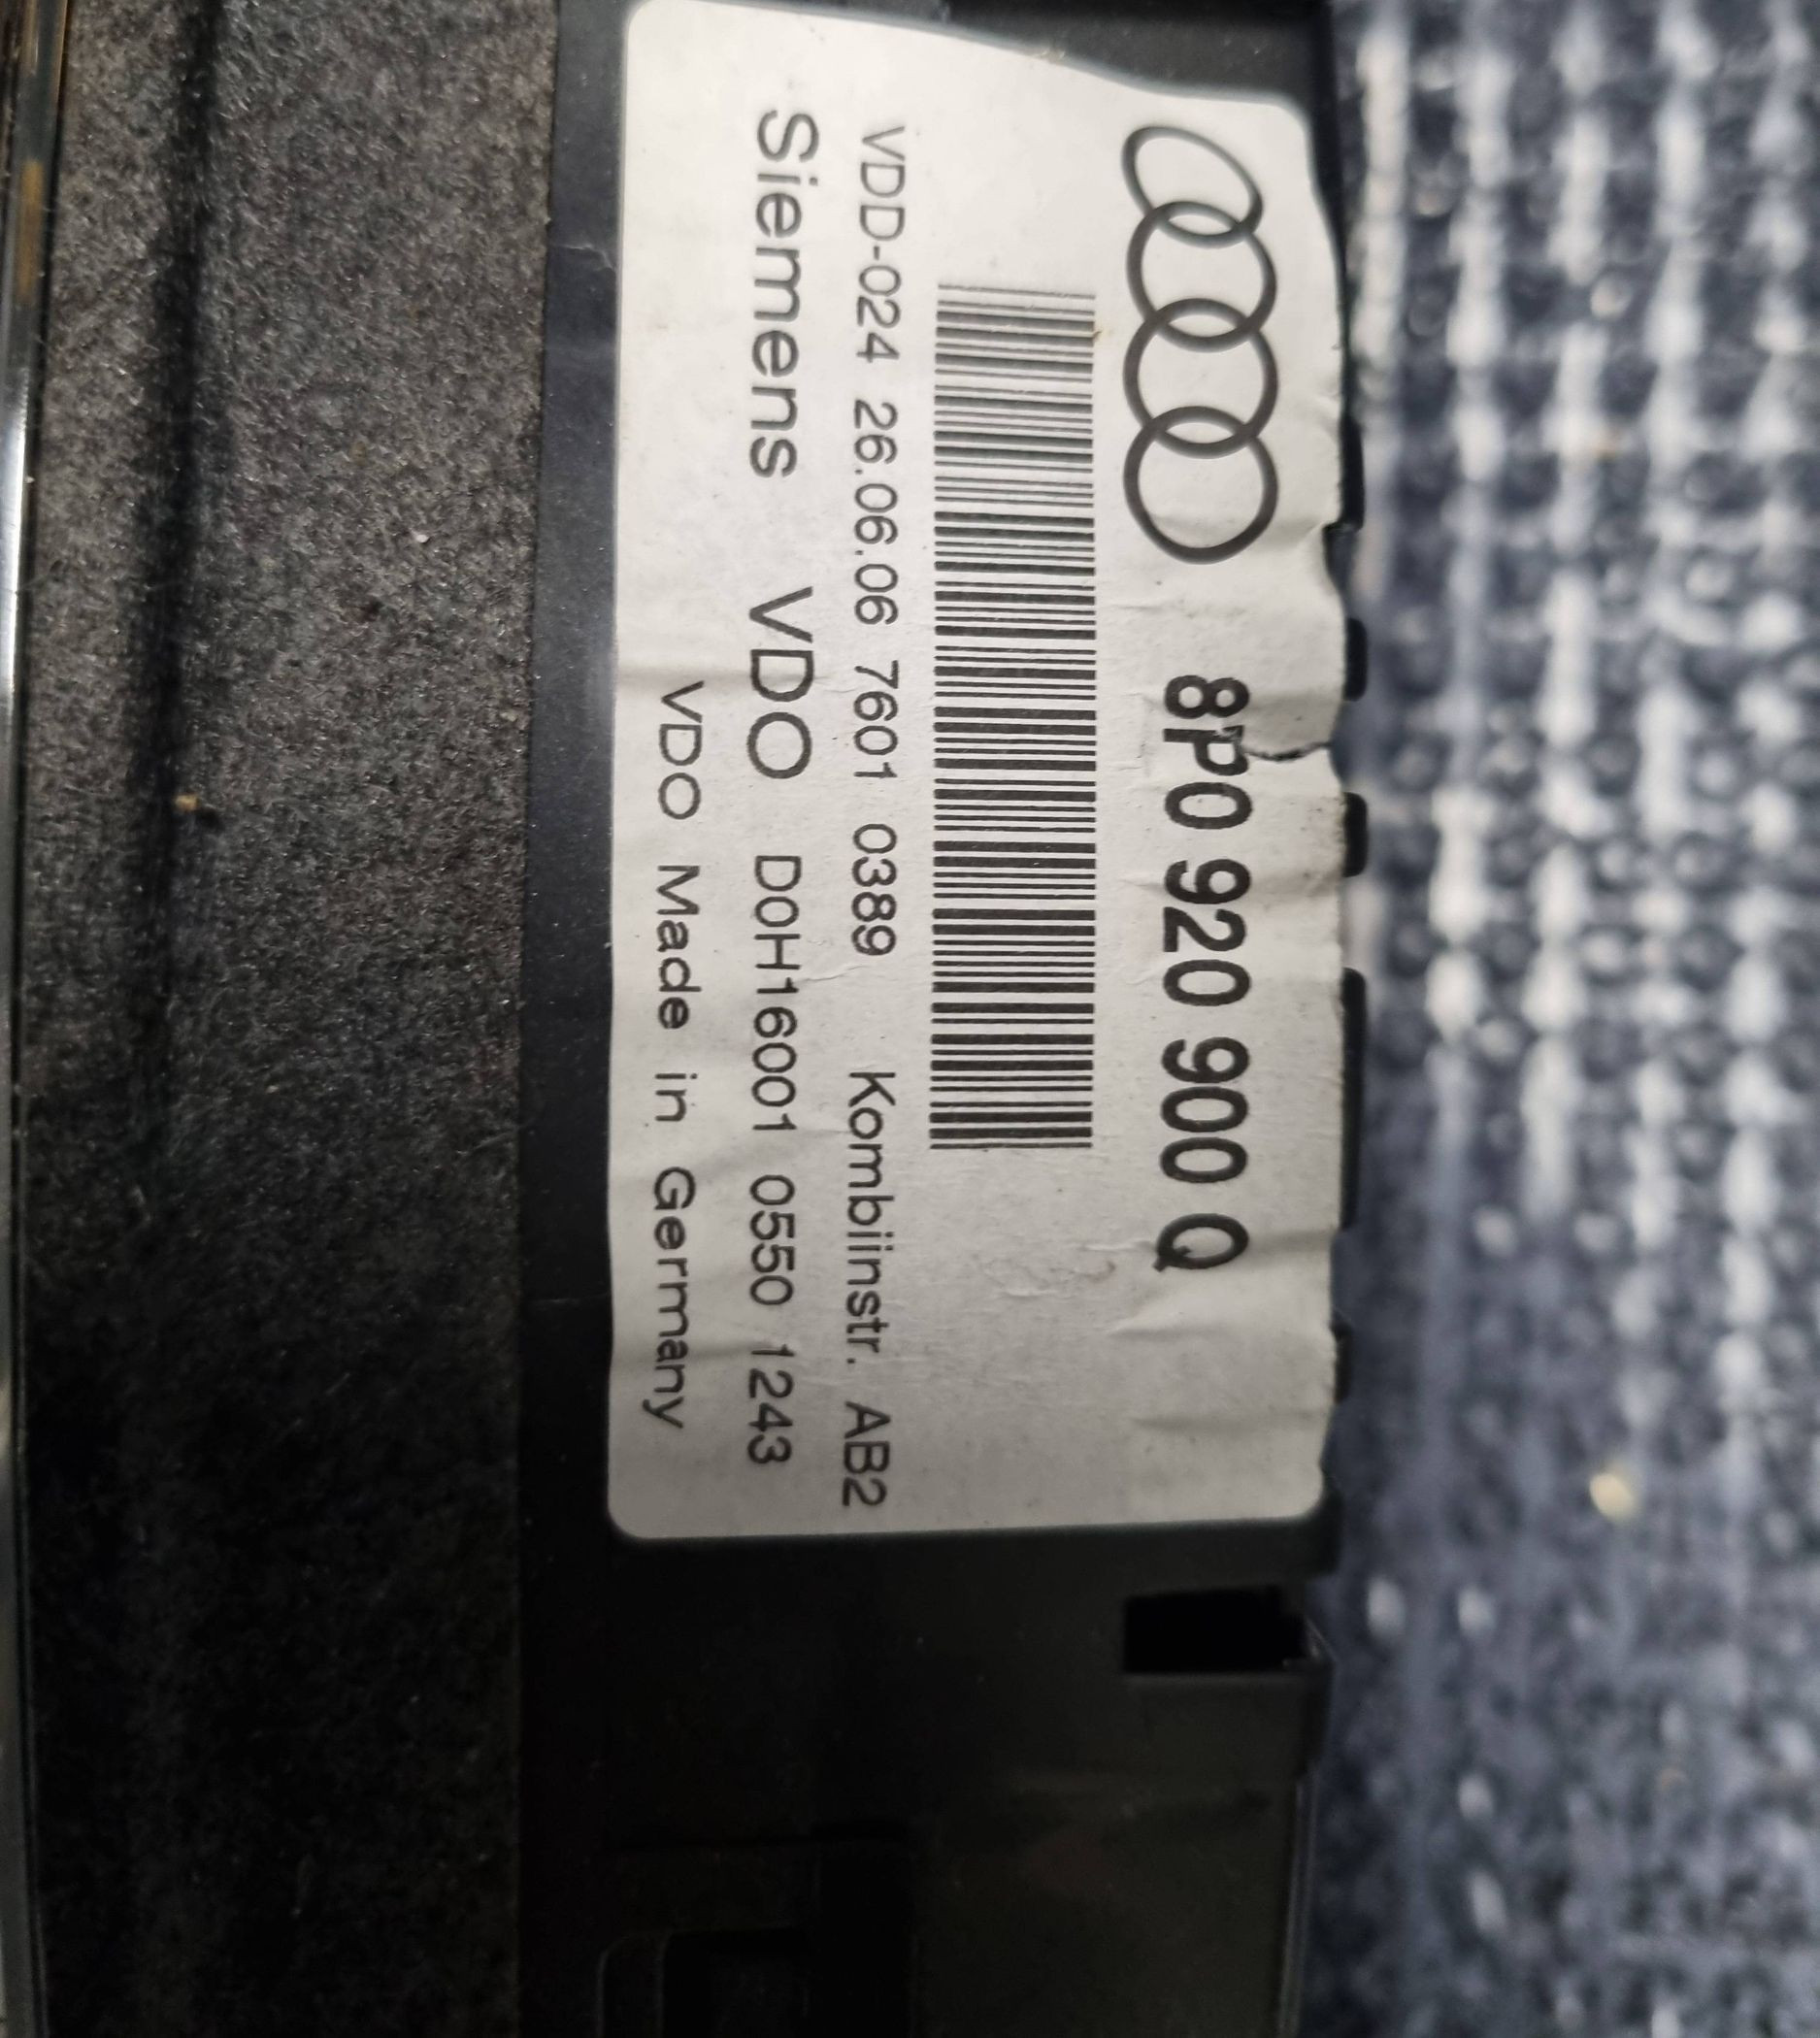 8P0 920 900 Q
VDD-024 26.06.06 7601 0389 Kombiinstr. AB2
Siemens VDO D0H16001 0550 1243
VDO Made in Germany